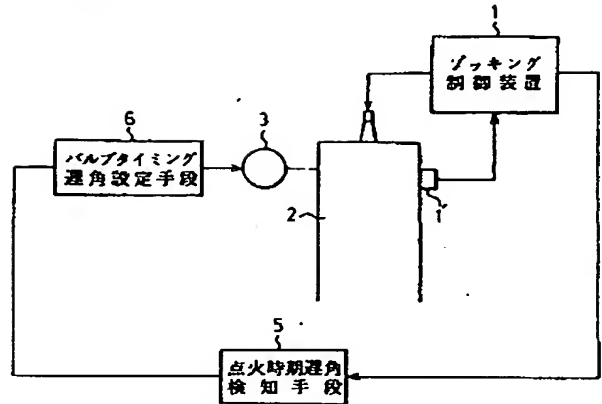 1
ゾッキング
制御装置
6
3
バルブタイミング
遅角設定手段
2
1'
5
点火時期遅角
検知手段